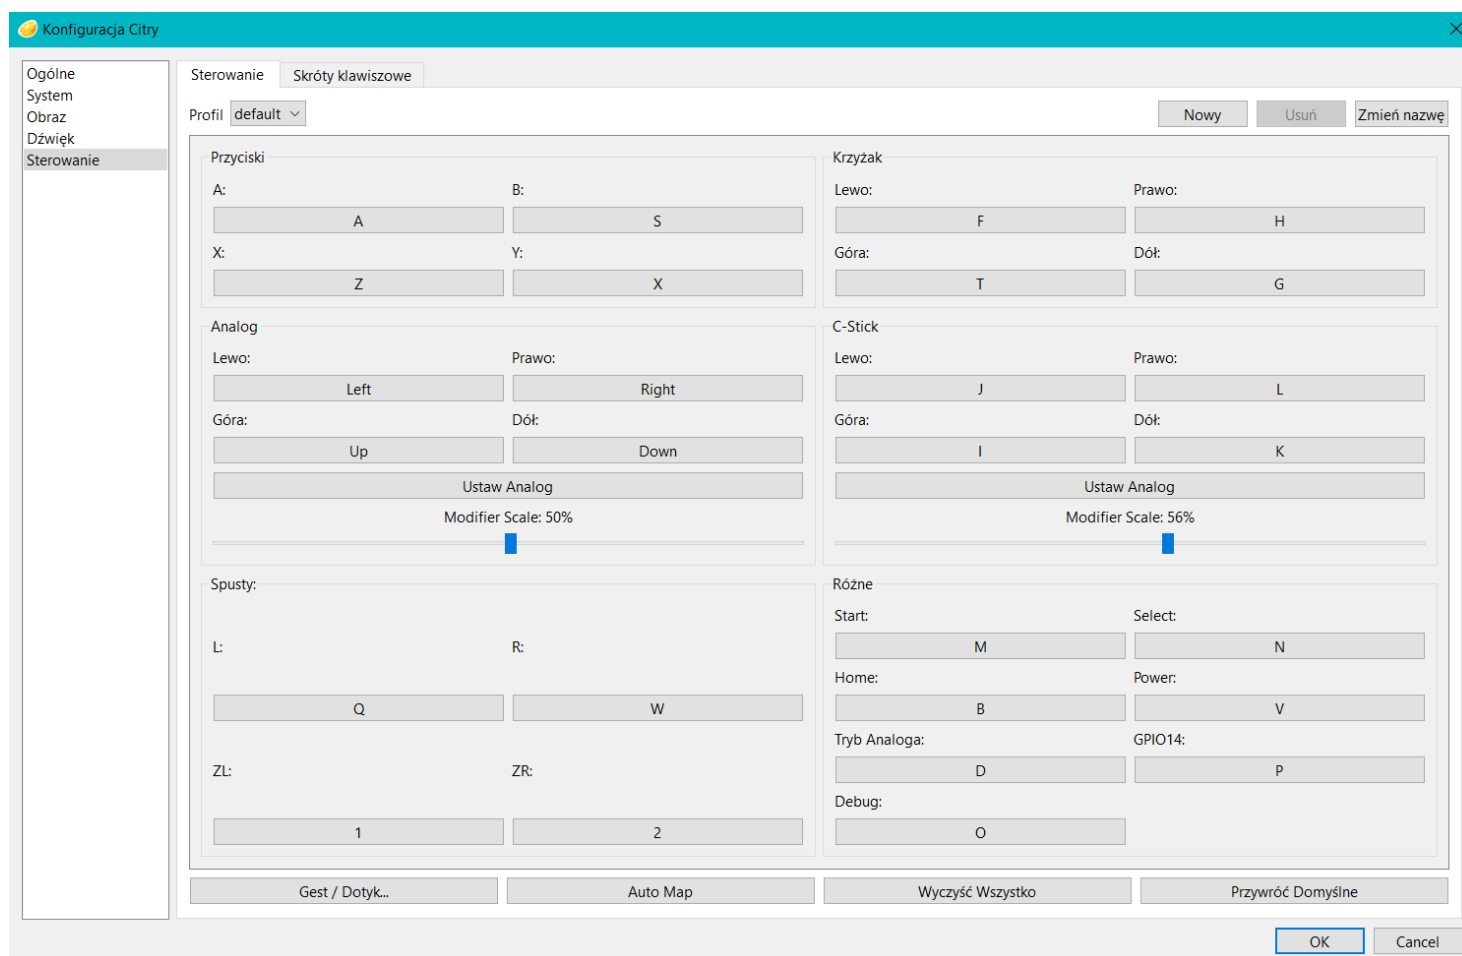 Konfiguracja Citry
Ogólne
System
Obraz
Dźwięk
Sterowanie
Sterowanie Skróty klawiszowe
Profil default Nowy Usuń Zmień nazwę
Przyciski
A: B:
A S
X: Y:
Z X
Krzyżak
Lewo: Prawo:
F H
Góra: Dół:
T G
Analog
Lewo: Prawo:
Left Right
Góra: Dół:
Up Down
Ustaw Analog
Modifier Scale: 50%
C-Stick
Lewo: Prawo:
J L
Góra: Dół:
I K
Ustaw Analog
Modifier Scale: 56%
Spusty:
L: R:
Q W
ZL: ZR:
1 2
Różne
Start: Select:
M N
Home: Power:
B V
Tryb Analoga: GPIO14:
D P
Debug:
O
Gest / Dotyk... Auto Map Wyczyść Wszystko Przywróć Domyślne
OK Cancel